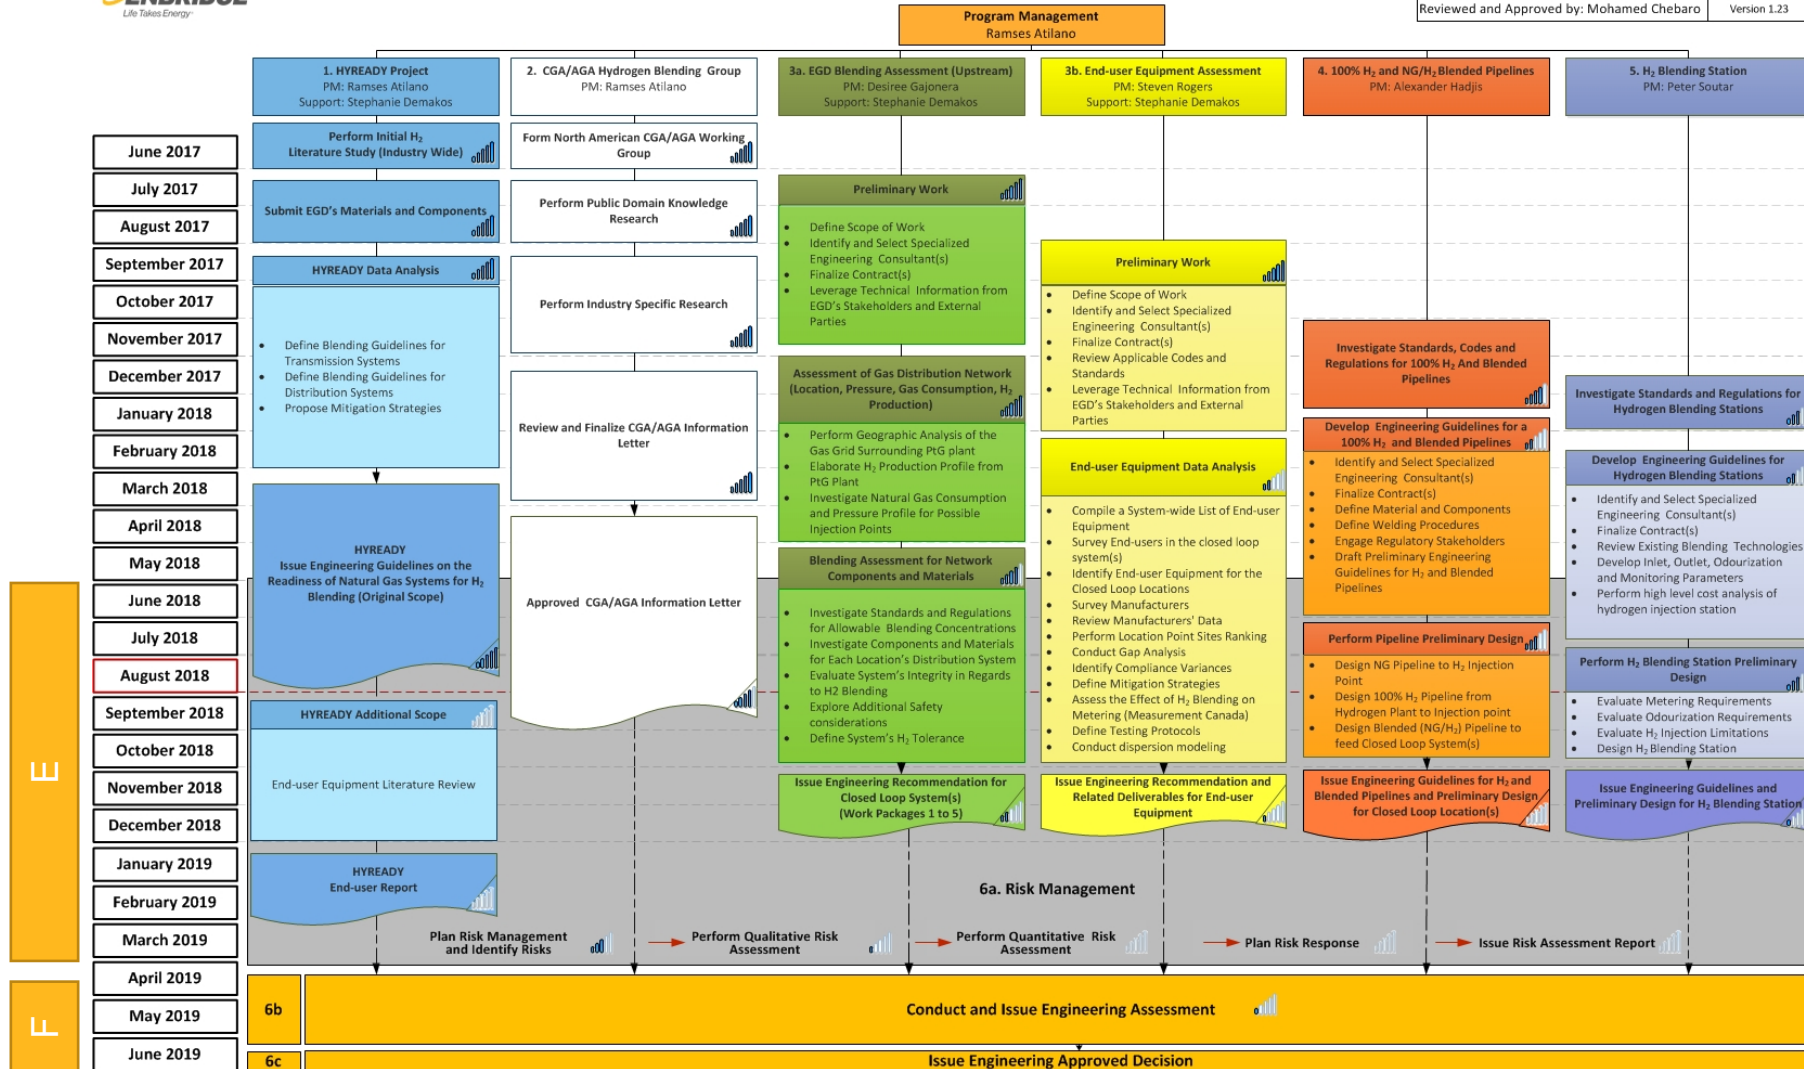 ENBRIDGE
Life Takes Energy
Reviewed and Approved by: Mohamed Chebaro
Version 1.23
Program Management
Ramses Atilano
1. HYREADY Project
PM: Ramses Atilano
Support: Stephanie Demakos
2. CGA/AGA Hydrogen Blending Group
PM: Ramses Atilano
3a. EGD Blending Assessment (Upstream)
PM: Desiree Gajonera
Support: Stephanie Demakos
3b. End-user Equipment Assessment
PM: Steven Rogers
Support: Stephanie Demakos
4. 100% H₂ and NG/H₂ Blended Pipelines
PM: Alexander Hadjis
5. H₂ Blending Station
PM: Peter Soutar
June 2017
July 2017
August 2017
September 2017
October 2017
November 2017
December 2017
January 2018
February 2018
March 2018
April 2018
May 2018
June 2018
July 2018
August 2018
September 2018
October 2018
November 2018
December 2018
January 2019
February 2019
March 2019
April 2019
May 2019
June 2019
E
F
Perform Initial H₂
Literature Study (Industry Wide)
Submit EGD's Materials and Components
HYREADY Data Analysis
• Define Blending Guidelines for
Transmission Systems
• Define Blending Guidelines for
Distribution Systems
• Propose Mitigation Strategies
HYREADY
Issue Engineering Guidelines on the
Readiness of Natural Gas Systems for H₂
Blending (Original Scope)
HYREADY Additional Scope
End-user Equipment Literature Review
HYREADY
End-user Report
Form North American CGA/AGA Working
Group
Perform Public Domain Knowledge
Research
Perform Industry Specific Research
Review and Finalize CGA/AGA Information
Letter
Approved CGA/AGA Information Letter
Preliminary Work
• Define Scope of Work
• Identify and Select Specialized
Engineering Consultant(s)
• Finalize Contract(s)
• Leverage Technical Information from
EGD's Stakeholders and External
Parties
Assessment of Gas Distribution Network
(Location, Pressure, Gas Consumption, H₂
Production)
• Perform Geographic Analysis of the
Gas Grid Surrounding PtG plant
• Elaborate H₂ Production Profile from
PtG Plant
• Investigate Natural Gas Consumption
and Pressure Profile for Possible
Injection Points
Blending Assessment for Network
Components and Materials
• Investigate Standards and Regulations
for Allowable Blending Concentrations
• Investigate Components and Materials
for Each Location's Distribution System
• Evaluate System's Integrity in Regards
to H2 Blending
• Explore Additional Safety
considerations
• Define System's H₂ Tolerance
Issue Engineering Recommendation for
Closed Loop System(s)
(Work Packages 1 to 5)
Preliminary Work
• Define Scope of Work
• Identify and Select Specialized
Engineering Consultant(s)
• Finalize Contract(s)
• Review Applicable Codes and
Standards
• Leverage Technical Information from
EGD's Stakeholders and External
Parties
End-user Equipment Data Analysis
• Compile a System-wide List of End-user
Equipment
• Survey End-users in the closed loop
system(s)
• Identify End-user Equipment for the
Closed Loop Locations
• Survey Manufacturers
• Review Manufacturers' Data
• Perform Location Point Sites Ranking
• Conduct Gap Analysis
• Identify Compliance Variances
• Define Mitigation Strategies
• Assess the Effect of H₂ Blending on
Metering (Measurement Canada)
• Define Testing Protocols
• Conduct dispersion modeling
Issue Engineering Recommendation and
Related Deliverables for End-user
Equipment
Investigate Standards, Codes and
Regulations for 100% H₂ And Blended
Pipelines
Develop Engineering Guidelines for a
100% H₂ and Blended Pipelines
• Identify and Select Specialized
Engineering Consultant(s)
• Finalize Contract(s)
• Define Material and Components
• Define Welding Procedures
• Engage Regulatory Stakeholders
• Draft Preliminary Engineering
Guidelines for H₂ and Blended
Pipelines
Perform Pipeline Preliminary Design
• Design NG Pipeline to H₂ Injection
Point
• Design 100% H₂ Pipeline from
Hydrogen Plant to Injection point
• Design Blended (NG/H₂) Pipeline to
feed Closed Loop System(s)
Issue Engineering Guidelines for H₂ and
Blended Pipelines and Preliminary Design
for Closed Loop Location(s)
Investigate Standards and Regulations for
Hydrogen Blending Stations
Develop Engineering Guidelines for
Hydrogen Blending Stations
• Identify and Select Specialized
Engineering Consultant(s)
• Finalize Contract(s)
• Review Existing Blending Technologies
• Develop Inlet, Outlet, Odourization
and Monitoring Parameters
• Perform high level cost analysis of
hydrogen injection station
Perform H₂ Blending Station Preliminary
Design
• Evaluate Metering Requirements
• Evaluate Odourization Requirements
• Evaluate H₂ Injection Limitations
• Design H₂ Blending Station
Issue Engineering Guidelines and
Preliminary Design for H₂ Blending Station
6a. Risk Management
Plan Risk Management
and Identify Risks
Perform Qualitative Risk
Assessment
Perform Quantitative Risk
Assessment
Plan Risk Response
Issue Risk Assessment Report
6b
Conduct and Issue Engineering Assessment
6c
Issue Engineering Approved Decision